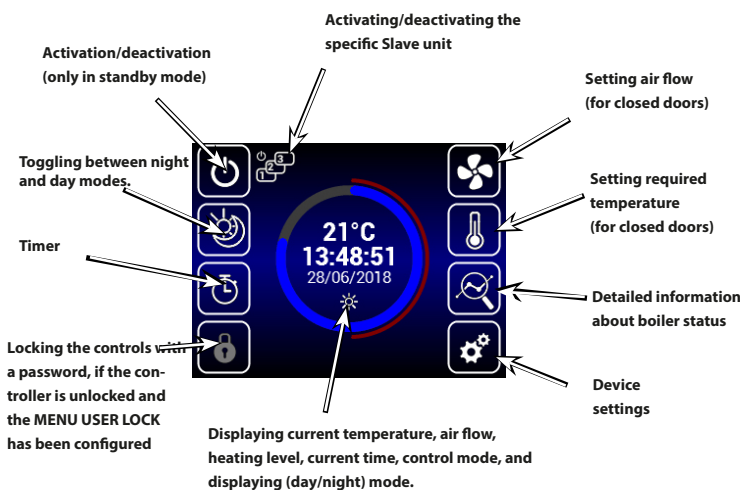 Activating/deactivating the
specific Slave unit
Activation/deactivation
(only in standby mode)
Setting air flow
(for closed doors)
Toggling between night
and day modes.
Setting required
temperature
(for closed doors)
Timer
1
2
3
21°C
13:48:51
28/06/2018
Detailed information
about boiler status
Locking the controls with
a password, if the con-
troller is unlocked and
the MENU USER LOCK
has been configured
Device
settings
Displaying current temperature, air flow,
heating level, current time, control mode, and
displaying (day/night) mode.